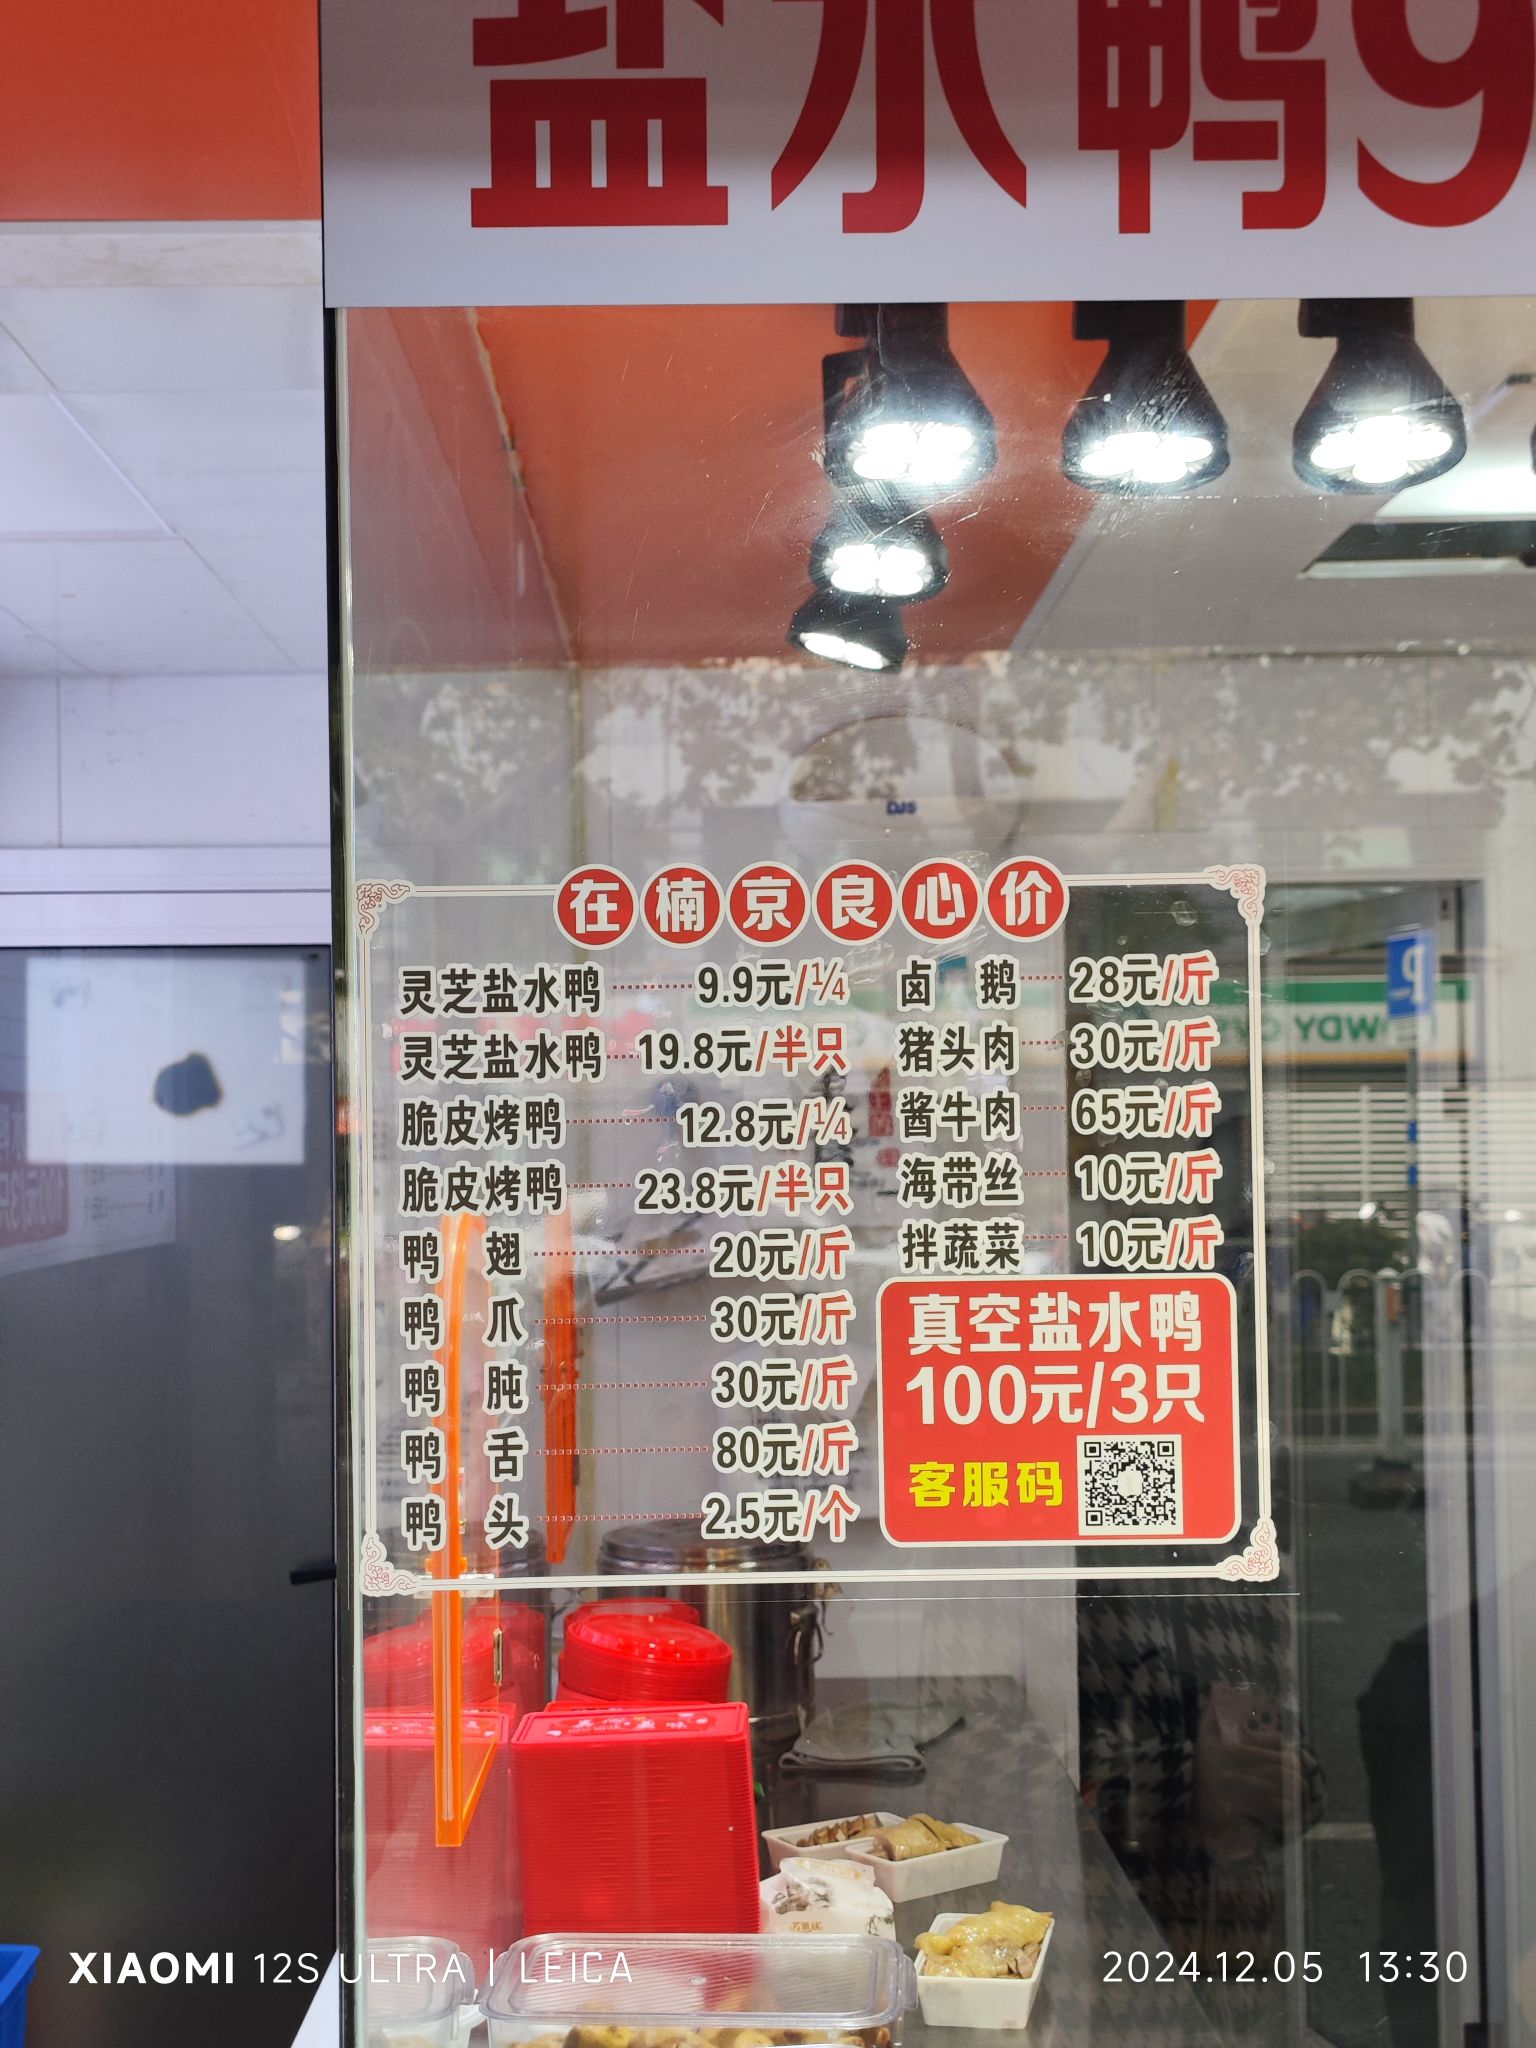 盐水鸭9
DJS
在楠京良心价
灵芝盐水鸭 9.9元/¼
灵芝盐水鸭 19.8元/半只
脆皮烤鸭 12.8元/¼
脆皮烤鸭 23.8元/半只
鸭翅 20元/斤
鸭爪 30元/斤
鸭肫 30元/斤
鸭舌 80元/斤
鸭头 2.5元/个
卤鹅 28元/斤
猪头肉 30元/斤
酱牛肉 65元/斤
海带丝 10元/斤
拌蔬菜 10元/斤
真空盐水鸭
100元/3只
客服码
XIAOMI 12S ULTRA | LEICA
2024.12.05 13:30